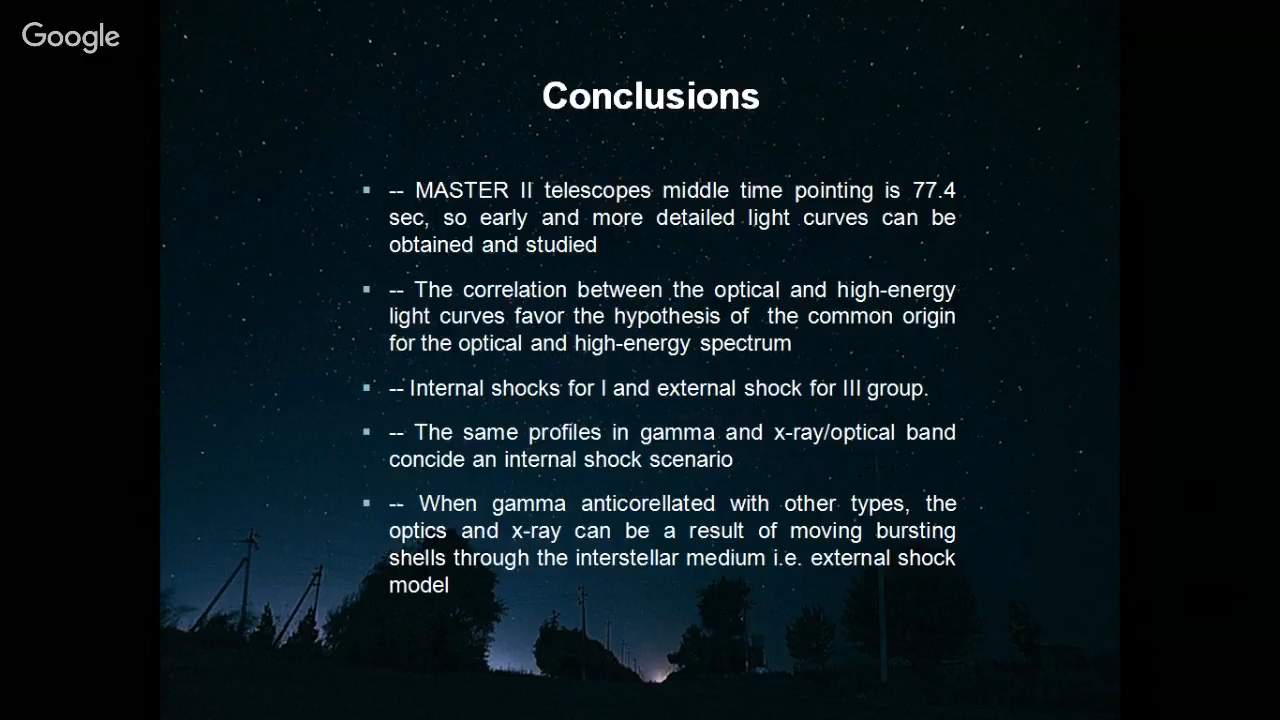 Google
Conclusions
-- MASTER II telescopes middle time pointing is 77.4
sec, so early and more detailed light curves can be
obtained and studied
-- The correlation between the optical and high-energy
light curves favor the hypothesis of the common origin
for the optical and high-energy spectrum
-- Internal shocks for I and external shock for III group.
-- The same profiles in gamma and x-ray/optical band
concide an internal shock scenario
-- When gamma anticorellated with other types, the
optics and x-ray can be a result of moving bursting
shells through the interstellar medium i.e. external shock
model